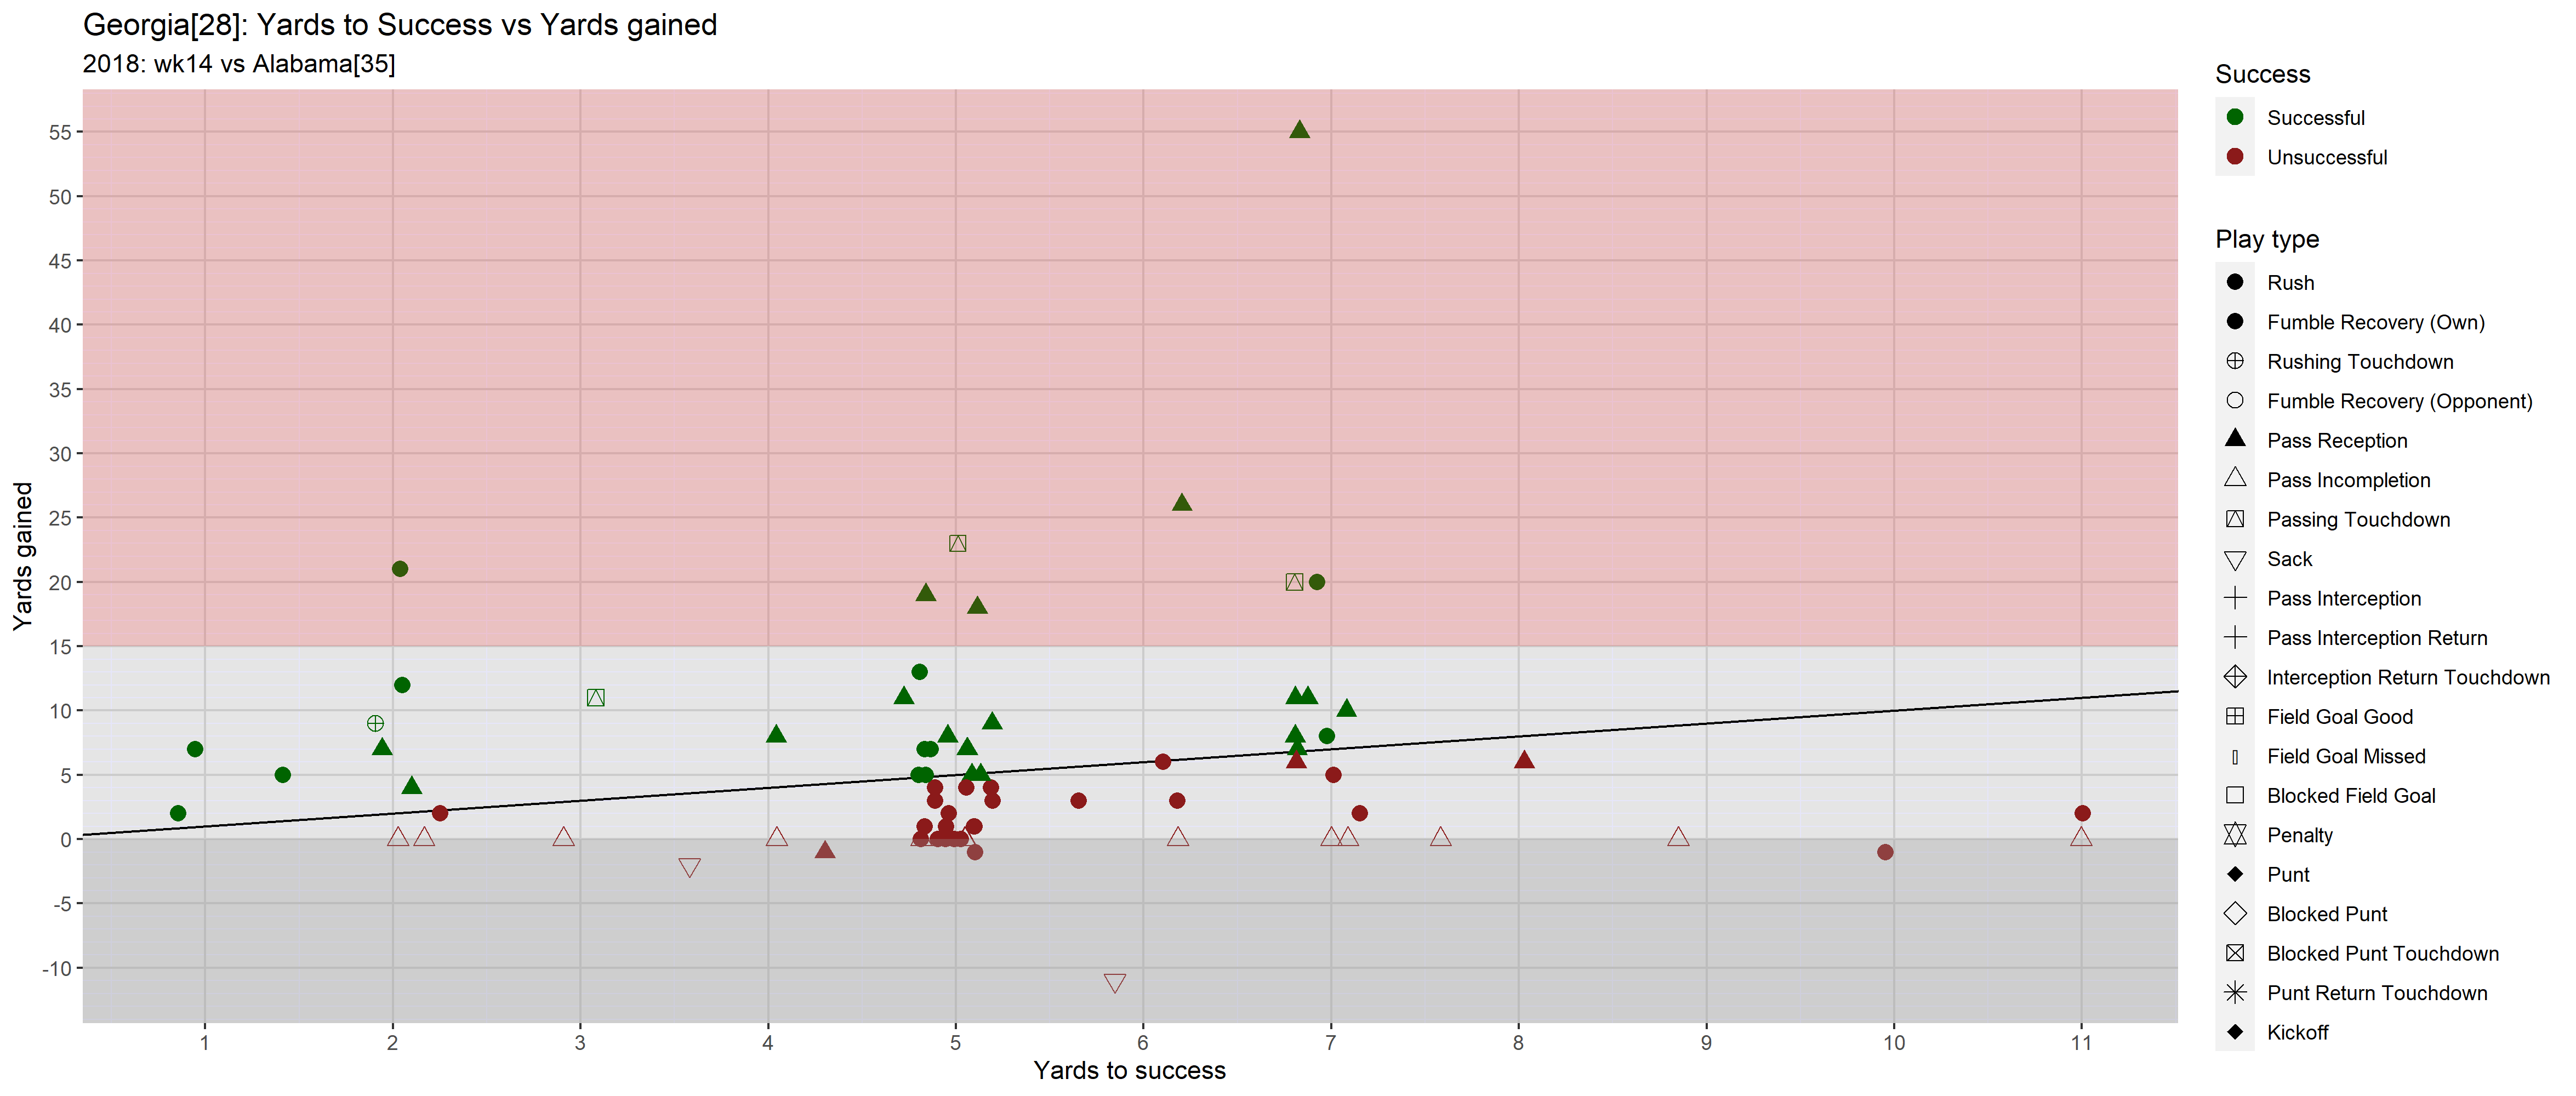 Georgia[28]: Yards to Success vs Yards gained
2018: wk14 vs Alabama[35]
Yards gained
55
50
45
40
35
30
25
20
15
10
5
0
-5
-10
1 2 3 4 5 6 7 8 9 10 11
Yards to success
Success
Successful
Unsuccessful
Play type
Rush
Fumble Recovery (Own)
Rushing Touchdown
Fumble Recovery (Opponent)
Pass Reception
Pass Incompletion
Passing Touchdown
Sack
Pass Interception
Pass Interception Return
Interception Return Touchdown
Field Goal Good
Field Goal Missed
Blocked Field Goal
Penalty
Punt
Blocked Punt
Blocked Punt Touchdown
Punt Return Touchdown
Kickoff